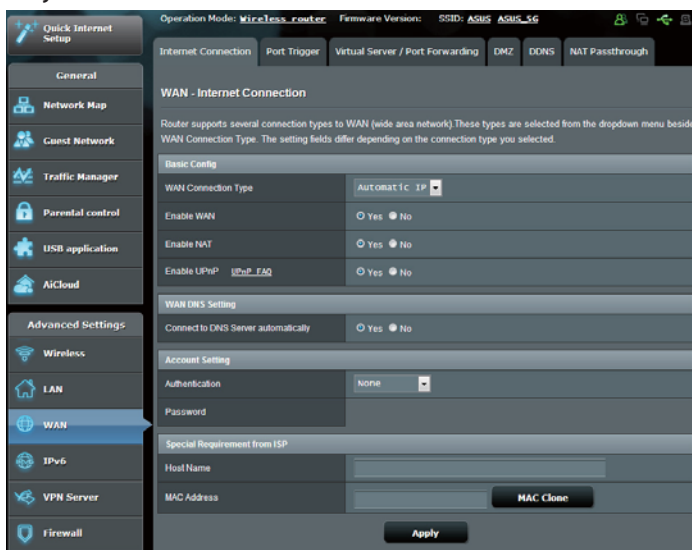 Quick Internet
Setup
Operation Mode: Wireless router Firmware Version: SSID: ASUS ASUS_5G
Internet Connection Port Trigger Virtual Server / Port Forwarding DMZ DDNS NAT Passthrough
General
Network Map
Guest Network
Traffic Manager
Parental control
USB application
AiCloud
Advanced Settings
Wireless
LAN
WAN
IPv6
VPN Server
Firewall
WAN - Internet Connection
Router supports several connection types to WAN (wide area network).These types are selected from the dropdown menu beside
WAN Connection Type. The setting fields differ depending on the connection type you selected.
Basic Config
WAN Connection Type Automatic IP
Enable WAN Yes No
Enable NAT Yes No
Enable UPnP UPnP FAQ Yes No
WAN DNS Setting
Connect to DNS Server automatically Yes No
Account Setting
Authentication None
Password
Special Requirement from ISP
Host Name
MAC Address MAC Clone
Apply